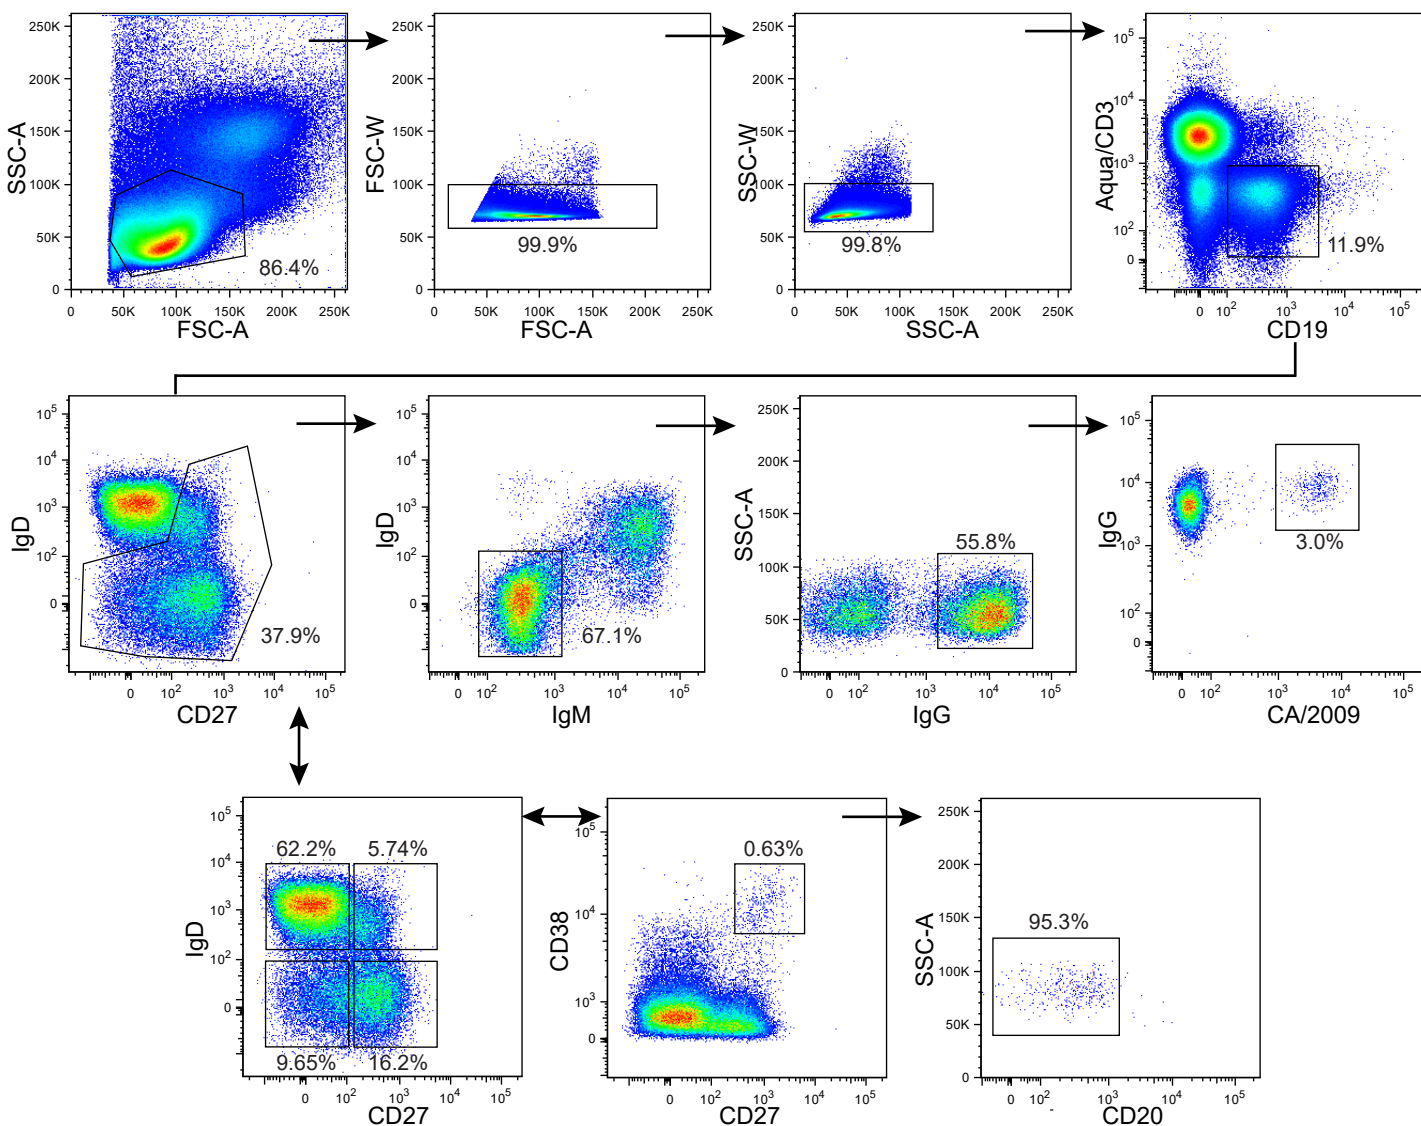 250K 200K 150K 100K 50K 0
SSC-A
86.4%
0 50K 100K 150K 200K 250K
FSC-A
250K 200K 150K 100K 50K 0
FSC-W
99.9%
0 50K 100K 150K 200K 250K
FSC-A
250K 200K 150K 100K 50K 0
SSC-W
99.8%
0 50K 100K 150K 200K 250K
SSC-A
10^5 10^4 10^3 10^2 0
Aqua/CD3
11.9%
0 10^2 10^3 10^4 10^5
CD19
10^5 10^4 10^3 10^2 0
IgD
37.9%
0 10^2 10^3 10^4 10^5
CD27
10^5 10^4 10^3 10^2 0
IgD
67.1%
0 10^2 10^3 10^4 10^5
IgM
250K 200K 150K 100K 50K 0
SSC-A
55.8%
0 10^2 10^3 10^4 10^5
IgG
10^5 10^4 10^3 10^2 0
IgG
3.0%
0 10^2 10^3 10^4 10^5
CA/2009
10^5 10^4 10^3 10^2 0
IgD
62.2% 5.74%
9.65% 16.2%
0 10^2 10^3 10^4 10^5
CD27
10^5 10^4 10^3 0
CD38
0.63%
0 10^2 10^3 10^4 10^5
CD27
250K 200K 150K 100K 50K 0
SSC-A
95.3%
0 10^2 10^3 10^4 10^5
CD20